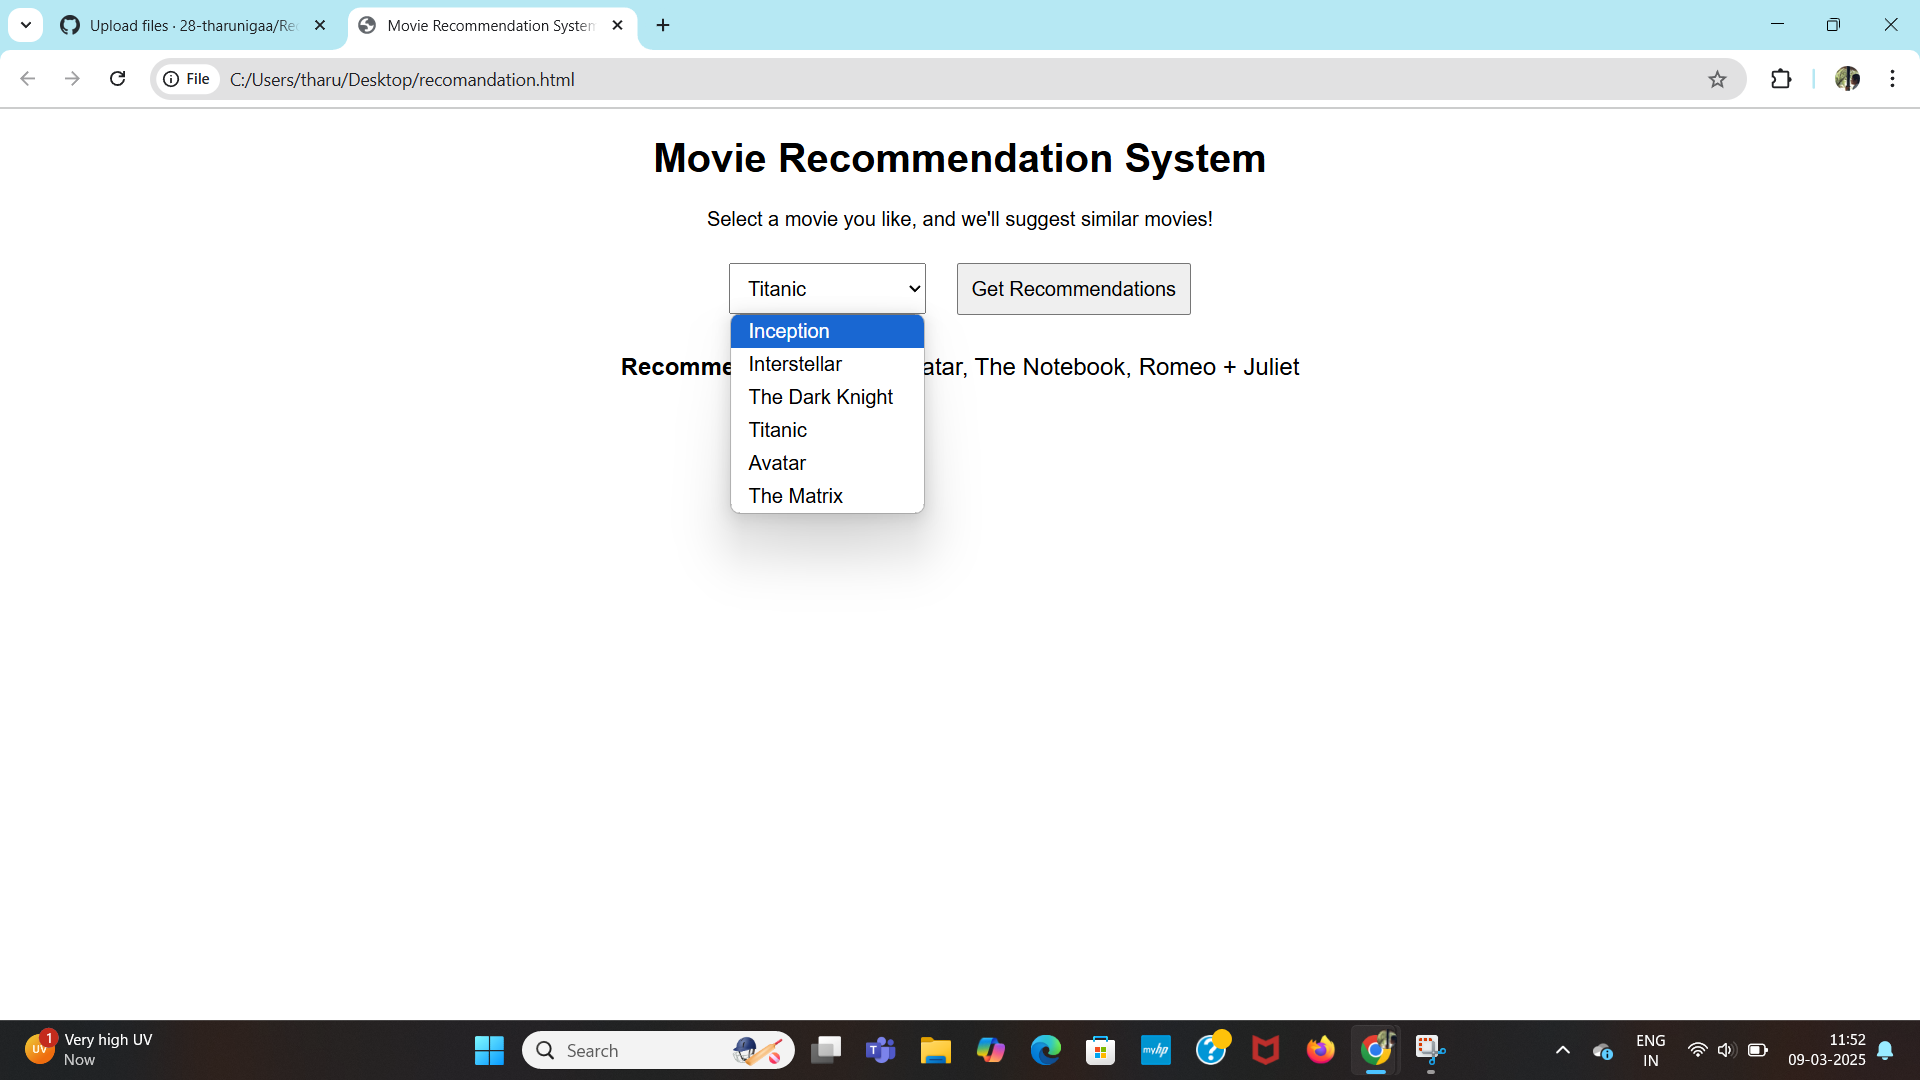 Upload files · 28-tharunigaa/Re
Movie Recommendation System
File
C:/Users/tharu/Desktop/recomandation.html
Movie Recommendation System
Select a movie you like, and we'll suggest similar movies!
Titanic
Get Recommendations
Inception
Interstellar
The Dark Knight
Titanic
Avatar
The Matrix
Recomme atar, The Notebook, Romeo + Juliet
1
UV
Very high UV
Now
Search
T
myhp
?
ENG
IN
11:52
09-03-2025